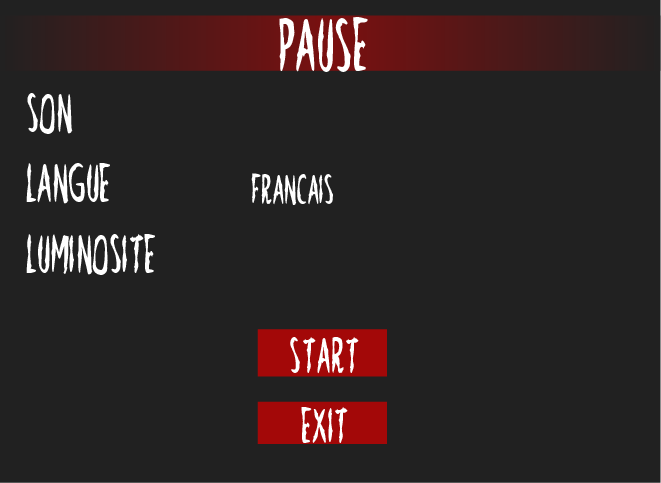 PAUSE
SON
LANGUE FRANCAIS
LUMINOSITE
START
EXIT